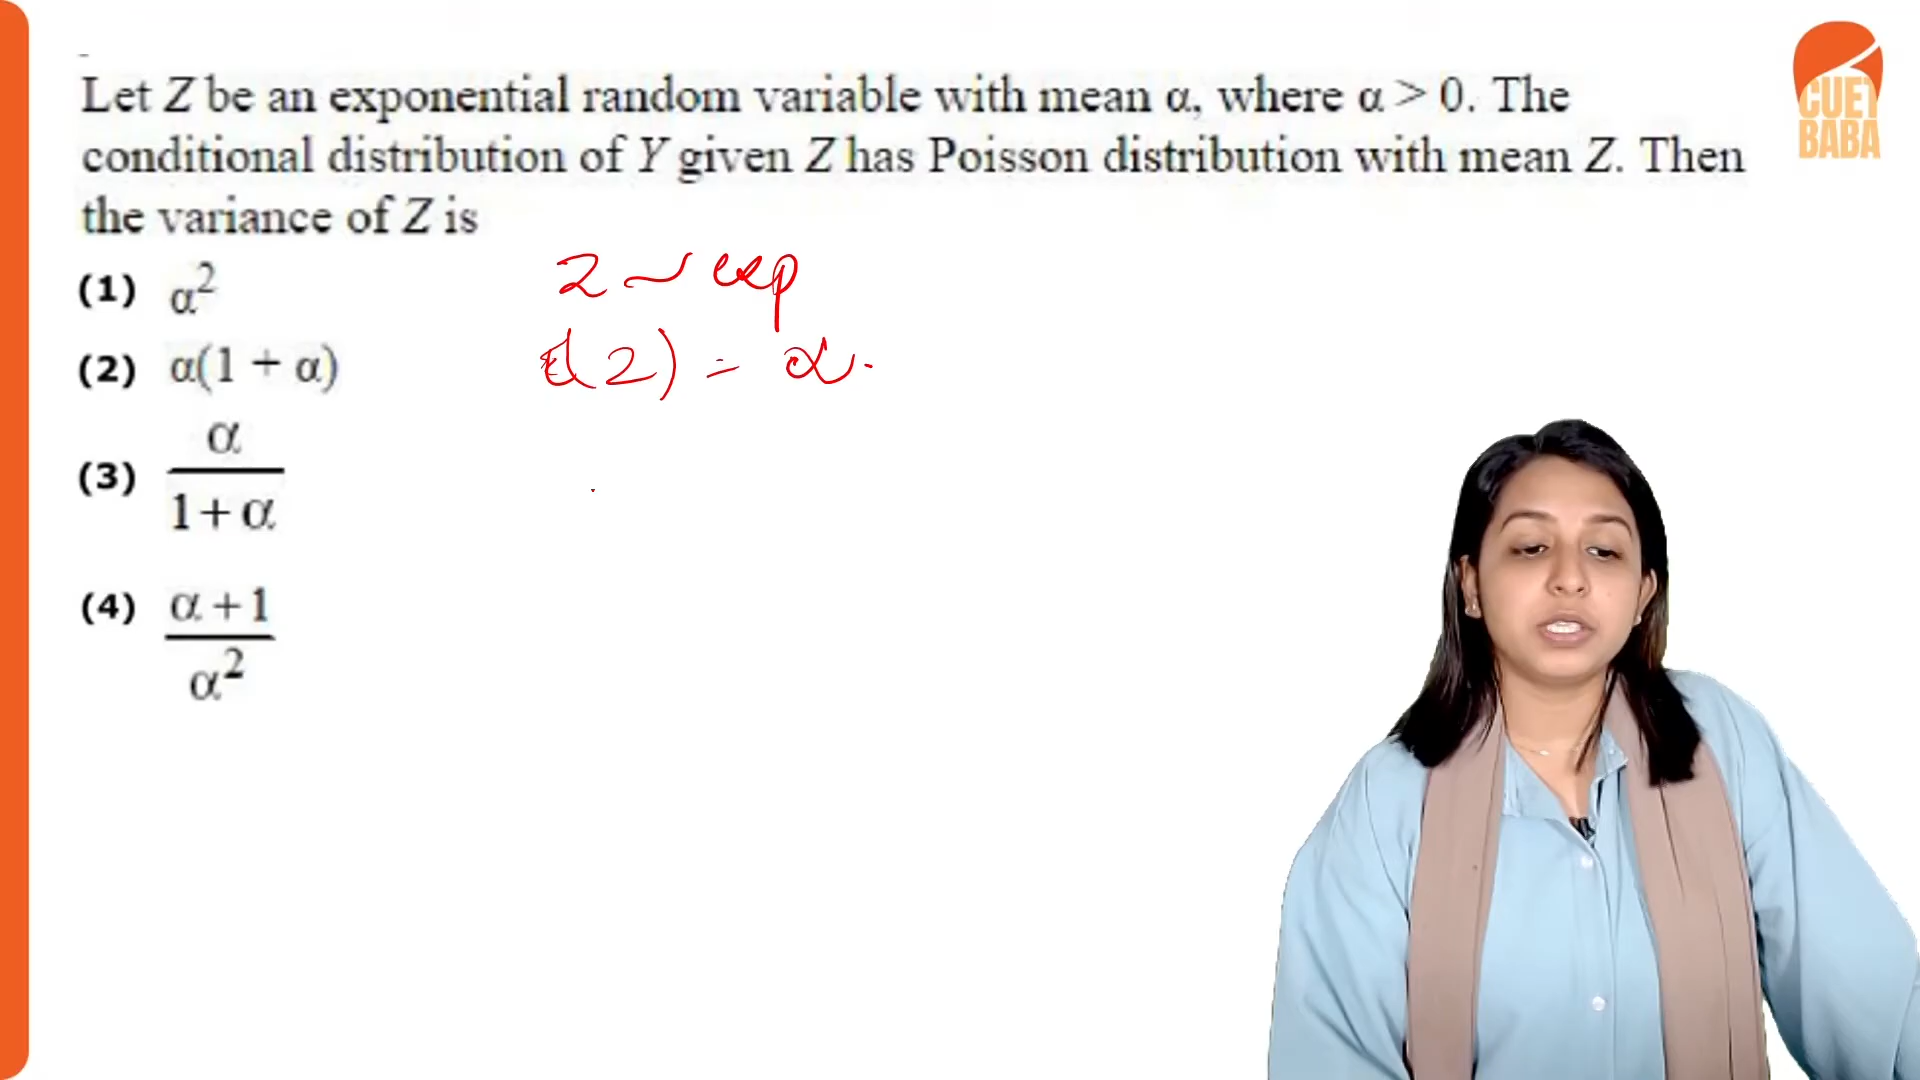 Let Z be an exponential random variable with mean α, where α > 0. The
conditional distribution of Y given Z has Poisson distribution with mean Z. Then
the variance of Z is
(1) α²
(2) α(1 + α)
(3) α/(1+α)
(4) (α+1)/α²
Z ~ exp
E(Z) = α.
CUET
BABA